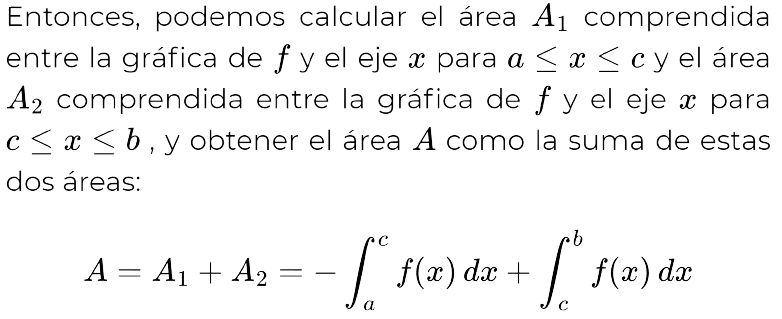 Entonces, podemos calcular el área A₁ comprendida
entre la gráfica de f y el eje x para a ≤ x ≤ c y el área
A₂ comprendida entre la gráfica de f y el eje x para
c ≤ x ≤ b , y obtener el área A como la suma de estas
dos áreas:
A = A₁ + A₂ = − ∫ₐᶜ f(x) dx + ∫_c^b f(x) dx